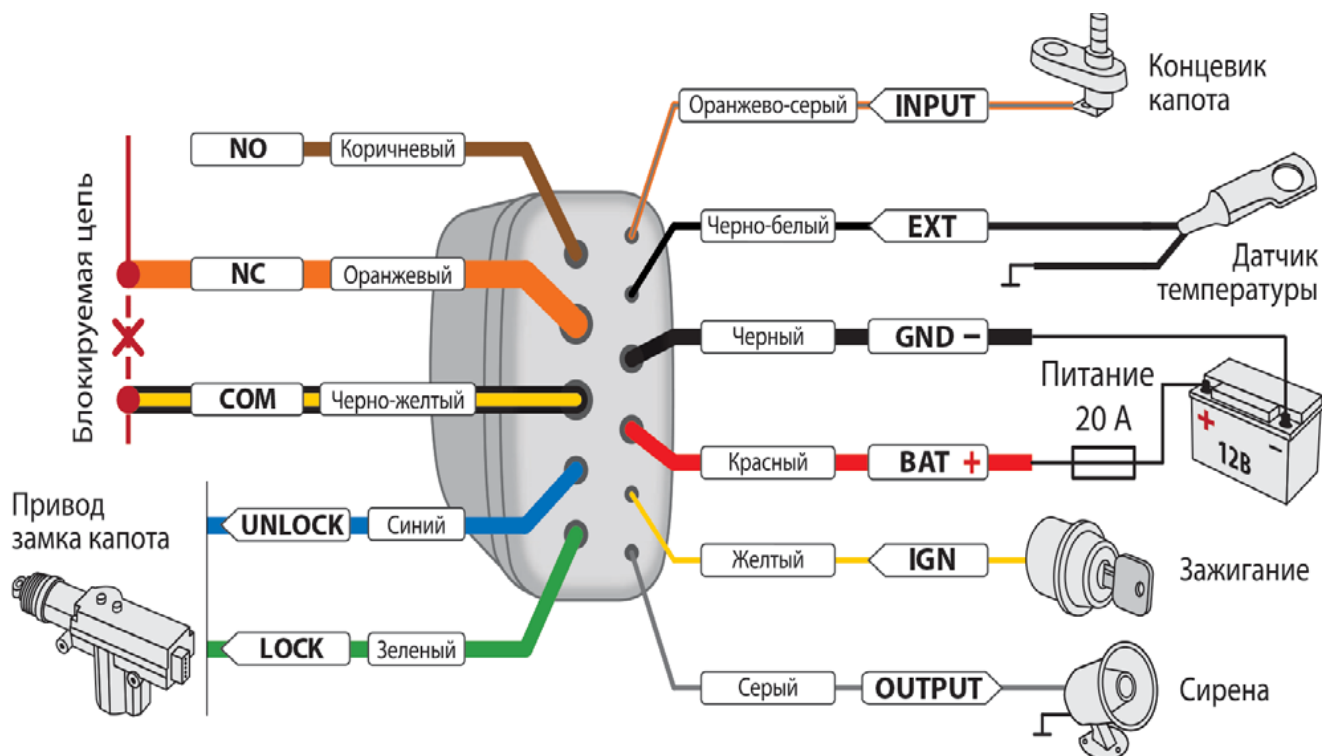 Блокируемая цепь
NO
Коричневый
NC
Оранжевый
COM
Черно-желтый
UNLOCK
Синий
LOCK
Зеленый
Привод
замка капота
Оранжево-серый
INPUT
Концевик
капота
Черно-белый
EXT
Датчик
температуры
Черный
GND –
Питание
20 А
Красный
BAT +
+
–
12В
Желтый
IGN
Зажигание
Серый
OUTPUT
Сирена